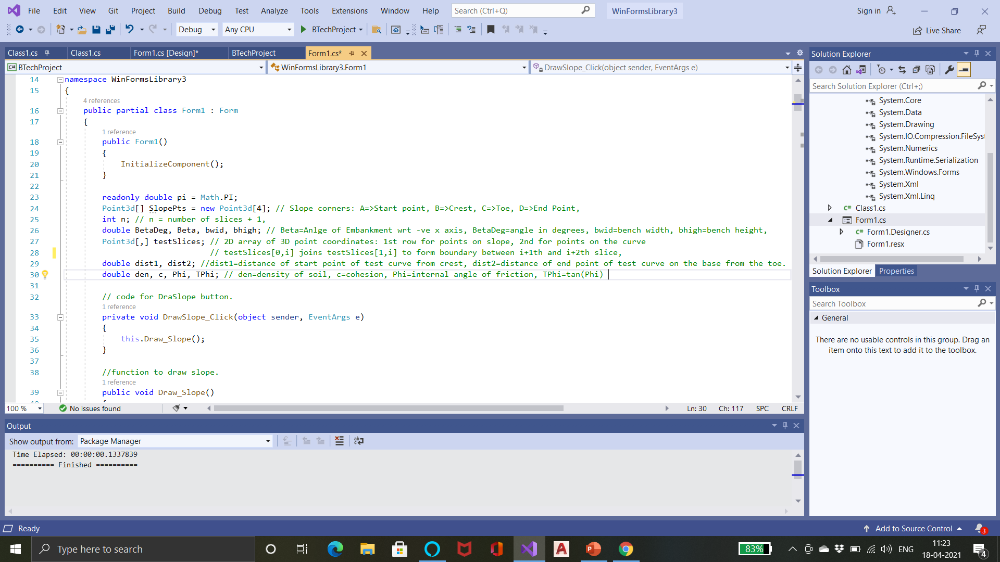 File Edit View Git Project Build Debug Test Analyze Tools Extensions Window Help Search (Ctrl+Q) WinFormsLibrary3 Sign in
Debug Any CPU BTechProject Live Share
Class1.cs Class1.cs Form1.cs [Design]* BTechProject Form1.cs*
BTechProject WinFormsLibrary3.Form1 DrawSlope_Click(object sender, EventArgs e)
14 namespace WinFormsLibrary3
15 {
4 references
16 public partial class Form1 : Form
17 {
1 reference
18 public Form1()
19 {
20 InitializeComponent();
21 }
22
23 readonly double pi = Math.PI;
24 Point3d[] SlopePts = new Point3d[4]; // Slope corners: A=>Start point, B=>Crest, C=>Toe, D=>End Point,
25 int n; // n = number of slices + 1,
26 double BetaDeg, Beta, bwid, bhigh; // Beta=Anlge of Embankment wrt -ve x axis, BetaDeg=angle in degrees, bwid=bench width, bhigh=bench height,
27 Point3d[,] testSlices; // 2D array of 3D point coordinates: 1st row for points on slope, 2nd for points on the curve
28 // testSlices[0,i] joins testSlices[1,i] to form boundary between i+1th and i+2th slice,
29 double dist1, dist2; //dist1=distance of start point of test curve from crest, dist2=distance of end point of test curve on the base from the toe.
30 double den, c, Phi, TPhi; // den=density of soil, c=cohesion, Phi=internal angle of friction, TPhi=tan(Phi)
31
32 // code for DraSlope button.
1 reference
33 private void DrawSlope_Click(object sender, EventArgs e)
34 {
35 this.Draw_Slope();
36 }
37
38 //function to draw slope.
1 reference
39 public void Draw_Slope()
100 % No issues found Ln: 30 Ch: 117 SPC CRLF
Output
Show output from: Package Manager
Time Elapsed: 00:00:00.1337839
========== Finished ==========
Solution Explorer
Search Solution Explorer (Ctrl+;)
System.Core
System.Data
System.Drawing
System.IO.Compression.FileSyst
System.Numerics
System.Runtime.Serialization
System.Windows.Forms
System.Xml
System.Xml.Linq
C# Class1.cs
Form1.cs
C# Form1.Designer.cs
Form1.resx
Solution Explorer Properties
Toolbox
Search Toolbox
General
There are no usable controls in this group. Drag an
item onto this text to add it to the toolbox.
Ready Add to Source Control 3
Type here to search 83% ENG 11:23
18-04-2021 4